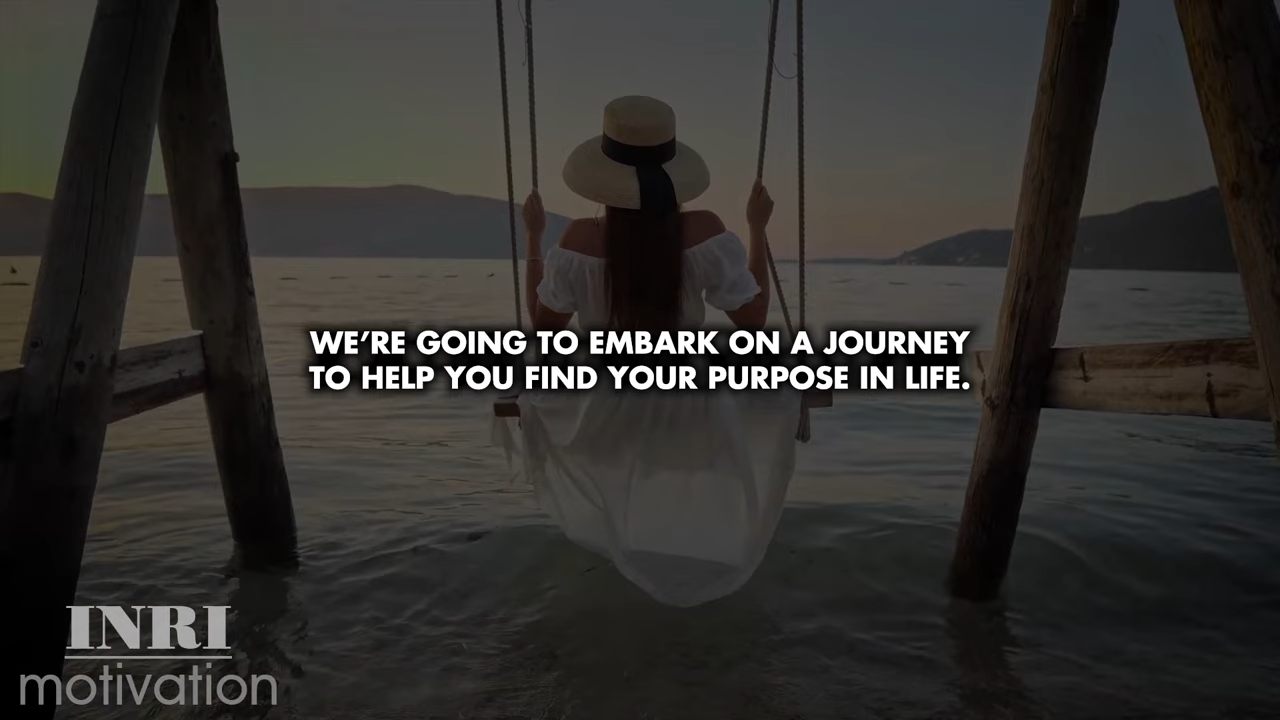 WE’RE GOING TO EMBARK ON A JOURNEY
TO HELP YOU FIND YOUR PURPOSE IN LIFE.
INRI
motivation